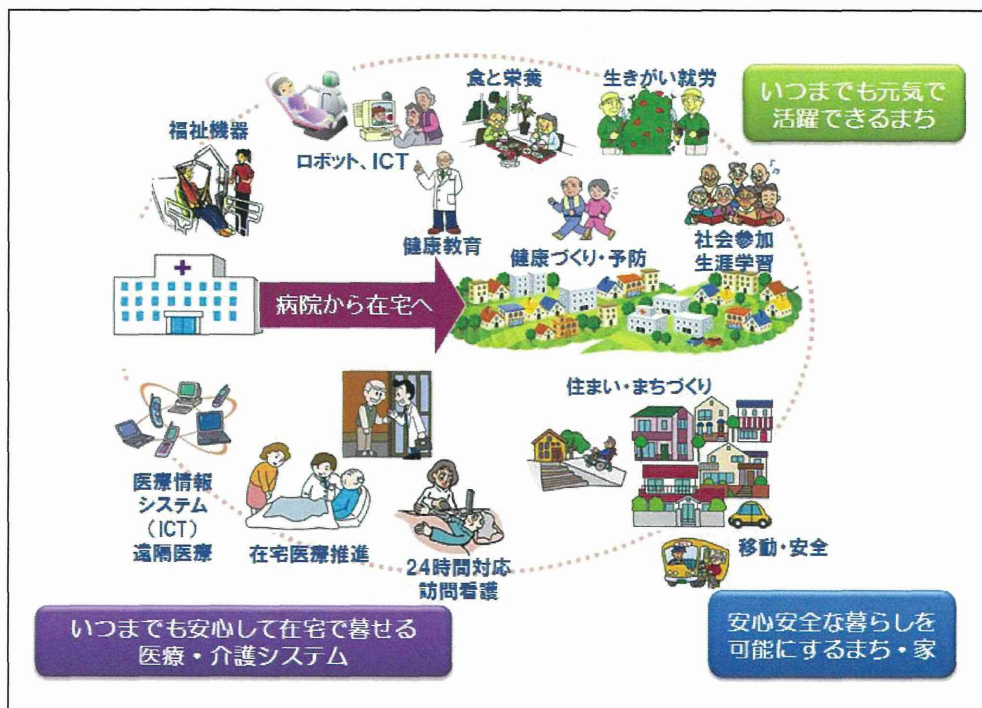 食と栄養
生きがい就労
いつまでも元気で
活躍できるまち
福祉機器
ロボット、ICT
健康教育
健康づくり・予防
社会参加
生涯学習
病院から在宅へ
住まい・まちづくり
医療情報
システム
(ICT)
遠隔医療
在宅医療推進
24時間対応
訪問看護
移動・安全
いつまでも安心して在宅で暮せる
医療・介護システム
安心安全な暮らしを
可能にするまち・家